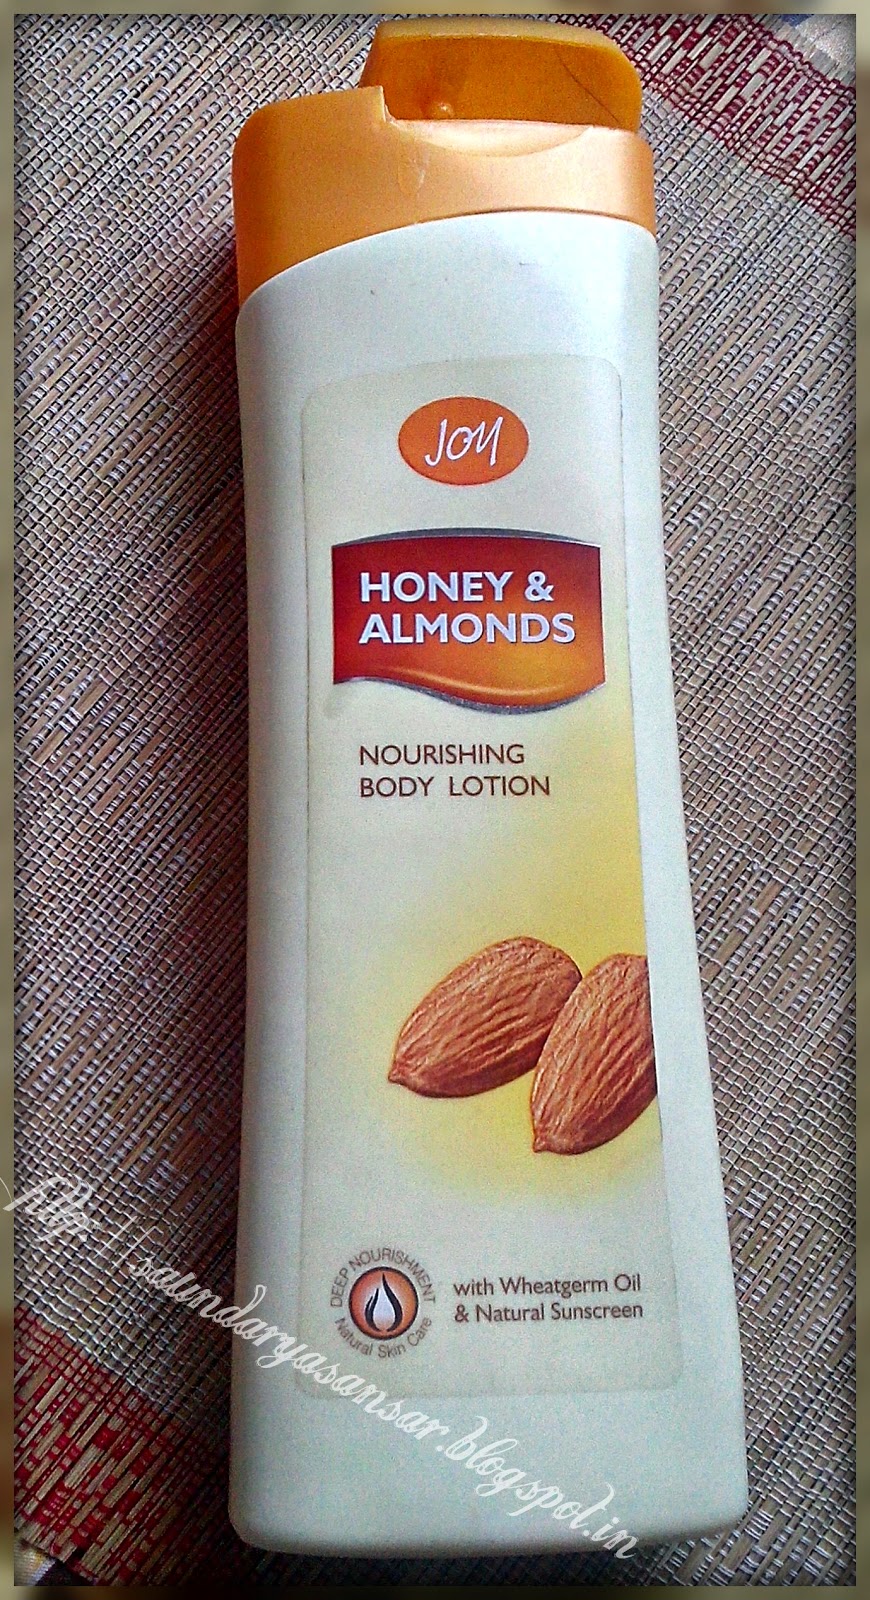 JOY
HONEY &
ALMONDS
NOURISHING
BODY LOTION
DEEP NOURISHMENT
Natural Skin Care
with Wheatgerm Oil
& Natural Sunscreen
http://saundaryasansar.blogspot.in